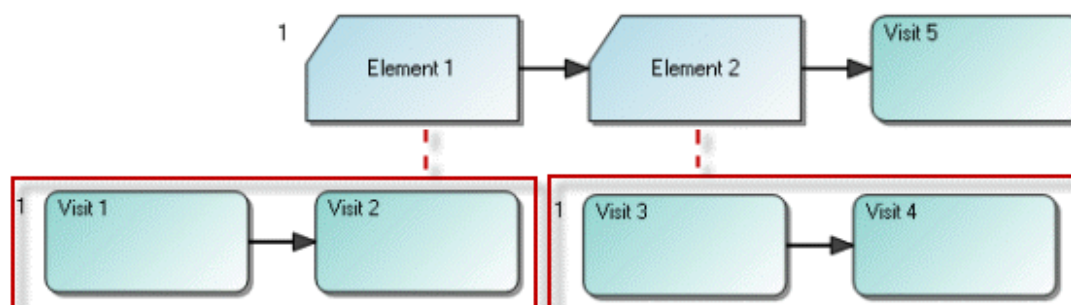 1
Element 1
Element 2
Visit 5
1
Visit 1
Visit 2
1
Visit 3
Visit 4